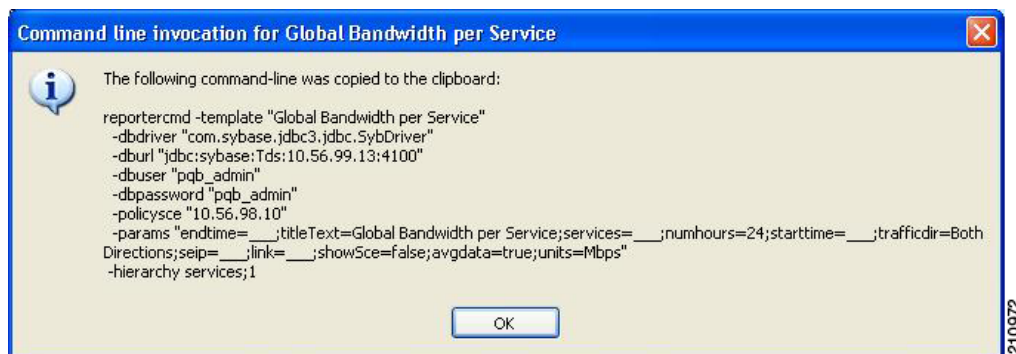 Command line invocation for Global Bandwidth per Service
The following command-line was copied to the clipboard:
reportercmd -template "Global Bandwidth per Service"
-dbdriver "com.sybase.jdbc3.jdbc.SybDriver"
-dburl "jdbc:sybase:Tds:10.56.99.13:4100"
-dbuser "pqb_admin"
-dbpassword "pqb_admin"
-policysce "10.56.98.10"
-params "endtime=___;titleText=Global Bandwidth per Service;services=___;numhours=24;starttime=___;trafficdir=Both
Directions;seip=___;link=___;showSce=false;avgdata=true;units=Mbps"
-hierarchy services;1
OK
210972